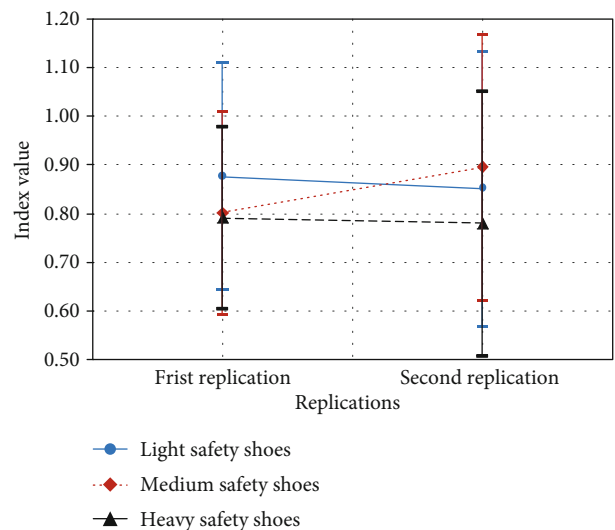 1.20
1.10
1.00
0.90
0.80
0.70
0.60
0.50
Index value
Frist replication
Second replication
Replications
Light safety shoes
Medium safety shoes
Heavy safety shoes